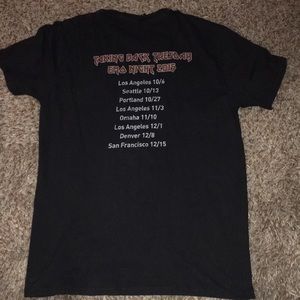 TAKING BACK TUESDAY
EMO NIGHT 2015
Los Angeles 10/6
Seattle 10/13
Portland 10/27
Los Angeles 11/3
Omaha 11/10
Los Angeles 12/1
Denver 12/8
San Francisco 12/15